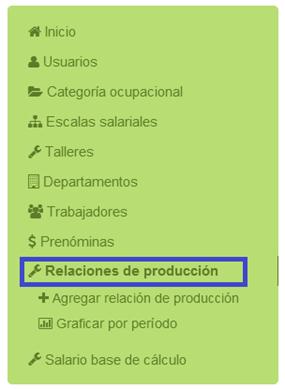 Inicio
Usuarios
Categoría ocupacional
Escalas salariales
Talleres
Departamentos
Trabajadores
Prenóminas
Relaciones de producción
Agregar relación de producción
Graficar por período
Salario base de cálculo